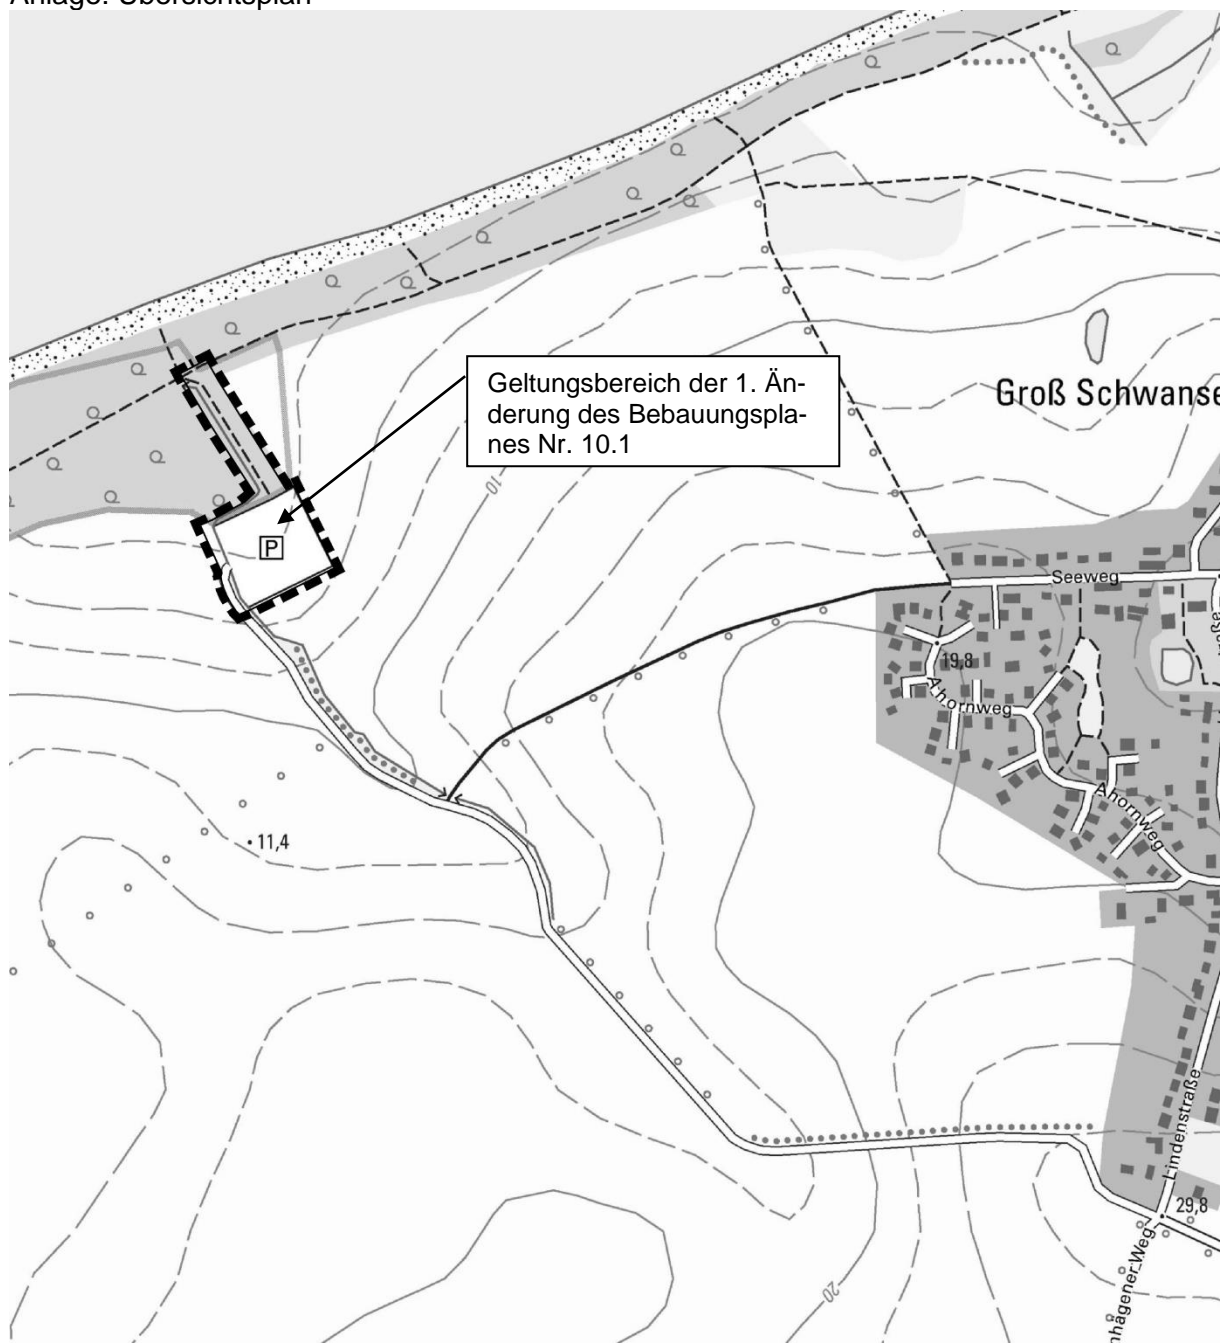 Anlage: Übersichtsplan
Geltungsbereich der 1. Än-
derung des Bebauungspla-
nes Nr. 10.1
Groß Schwanse
10
P
Seeweg
19,8
Ahornweg
Ahornweg
11,4
Lindenstraße
29,8
20
nhägener Weg